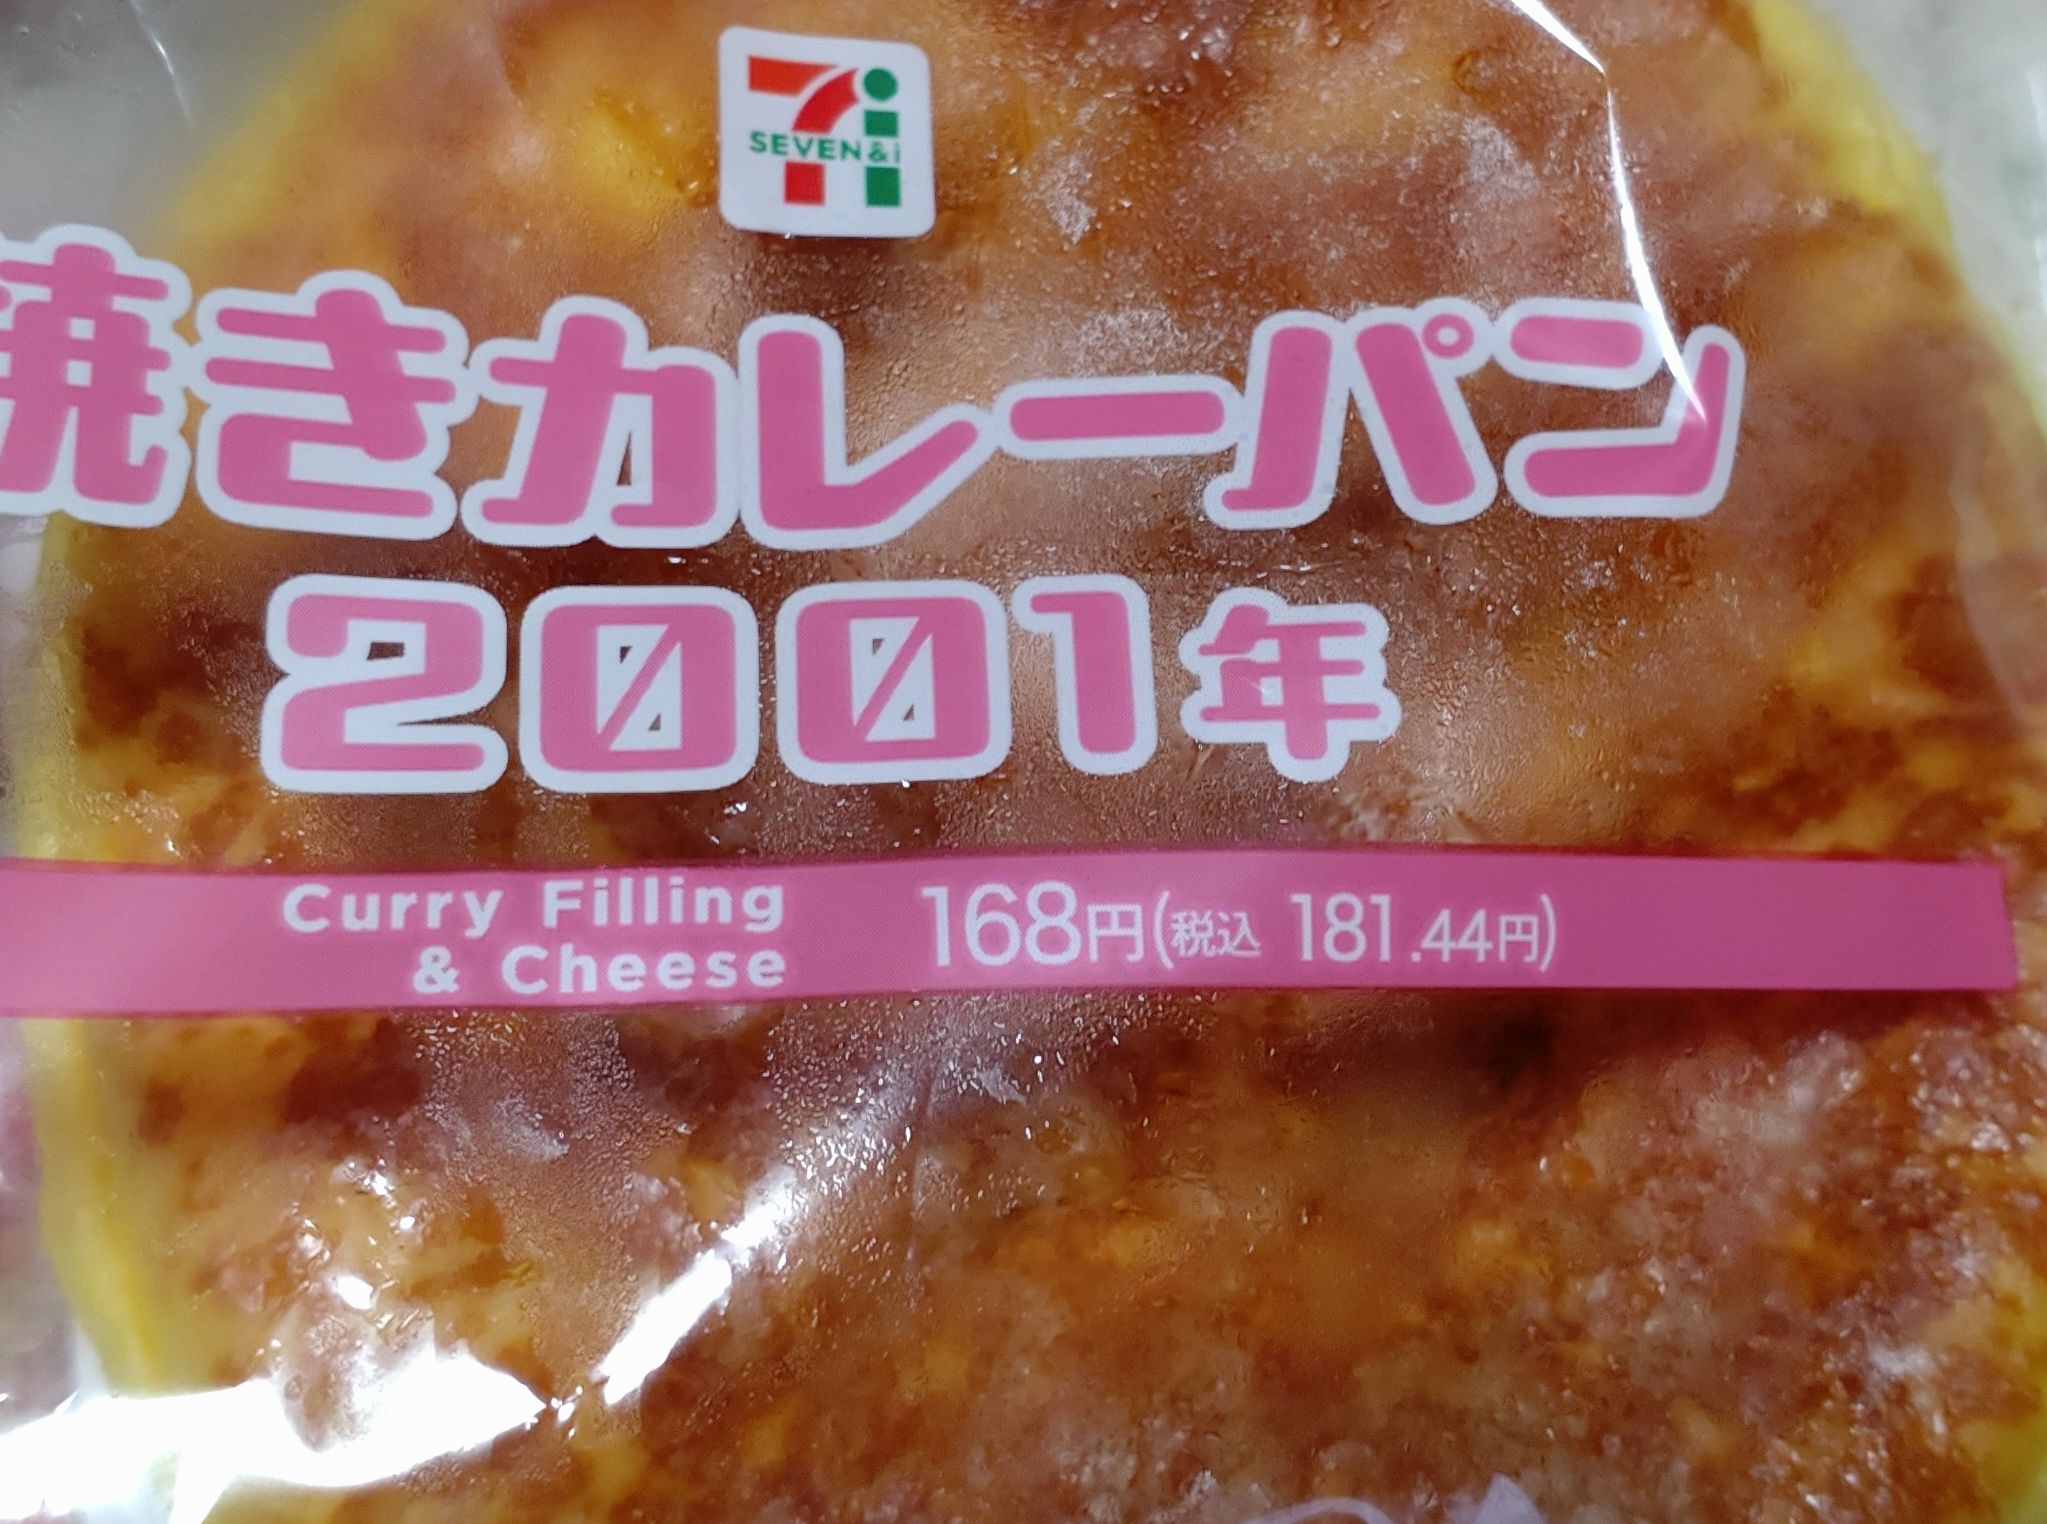 SEVEN&i
焼きカレーパン
2001年
Curry Filling
& Cheese
168円(税込 181.44円)